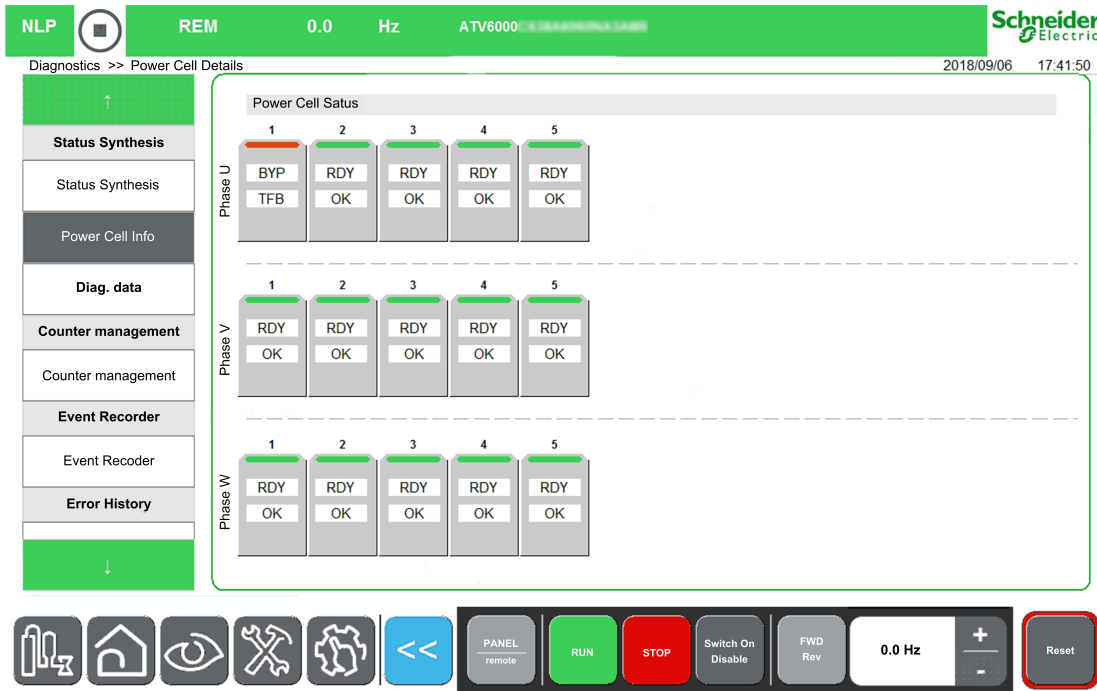 NLP
REM 0.0 Hz ATV6000
Schneider
Electric
Diagnostics >> Power Cell Details
2018/09/06 17:41:50
↑
Status Synthesis
Status Synthesis
Power Cell Info
Diag. data
Counter management
Counter management
Event Recorder
Event Recoder
Error History
↓
Power Cell Satus
Phase U
1 2 3 4 5
BYP RDY RDY RDY RDY
TFB OK OK OK OK
Phase V
1 2 3 4 5
RDY RDY RDY RDY RDY
OK OK OK OK OK
Phase W
1 2 3 4 5
RDY RDY RDY RDY RDY
OK OK OK OK OK
<<
PANEL
remote
RUN
STOP
Switch On
Disable
FWD
Rev
0.0 Hz
+
-
Reset